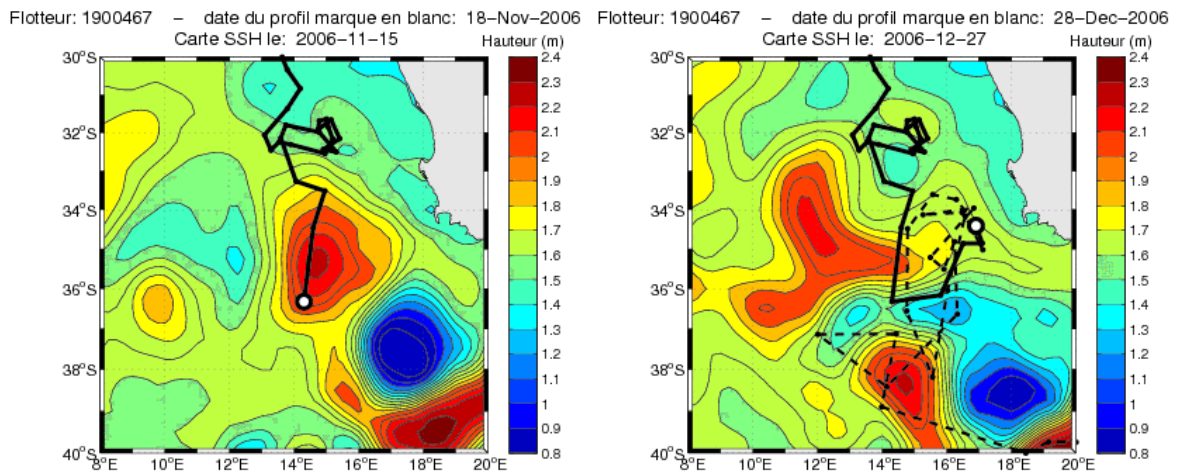 Flotteur: 1900467 – date du profil marque en blanc: 18–Nov–2006
Carte SSH le: 2006–11–15
Hauteur (m)
30°S
32°S
34°S
36°S
38°S
40°S
8°E
10°E
12°E
14°E
16°E
18°E
20°E
2.4
2.3
2.2
2.1
2
1.9
1.8
1.7
1.6
1.5
1.4
1.3
1.2
1.1
1
0.9
0.8
Flotteur: 1900467 – date du profil marque en blanc: 28–Dec–2006
Carte SSH le: 2006–12–27
Hauteur (m)
30°S
32°S
34°S
36°S
38°S
40°S
8°E
10°E
12°E
14°E
16°E
18°E
20°E
2.4
2.3
2.2
2.1
2
1.9
1.8
1.7
1.6
1.5
1.4
1.3
1.2
1.1
1
0.9
0.8